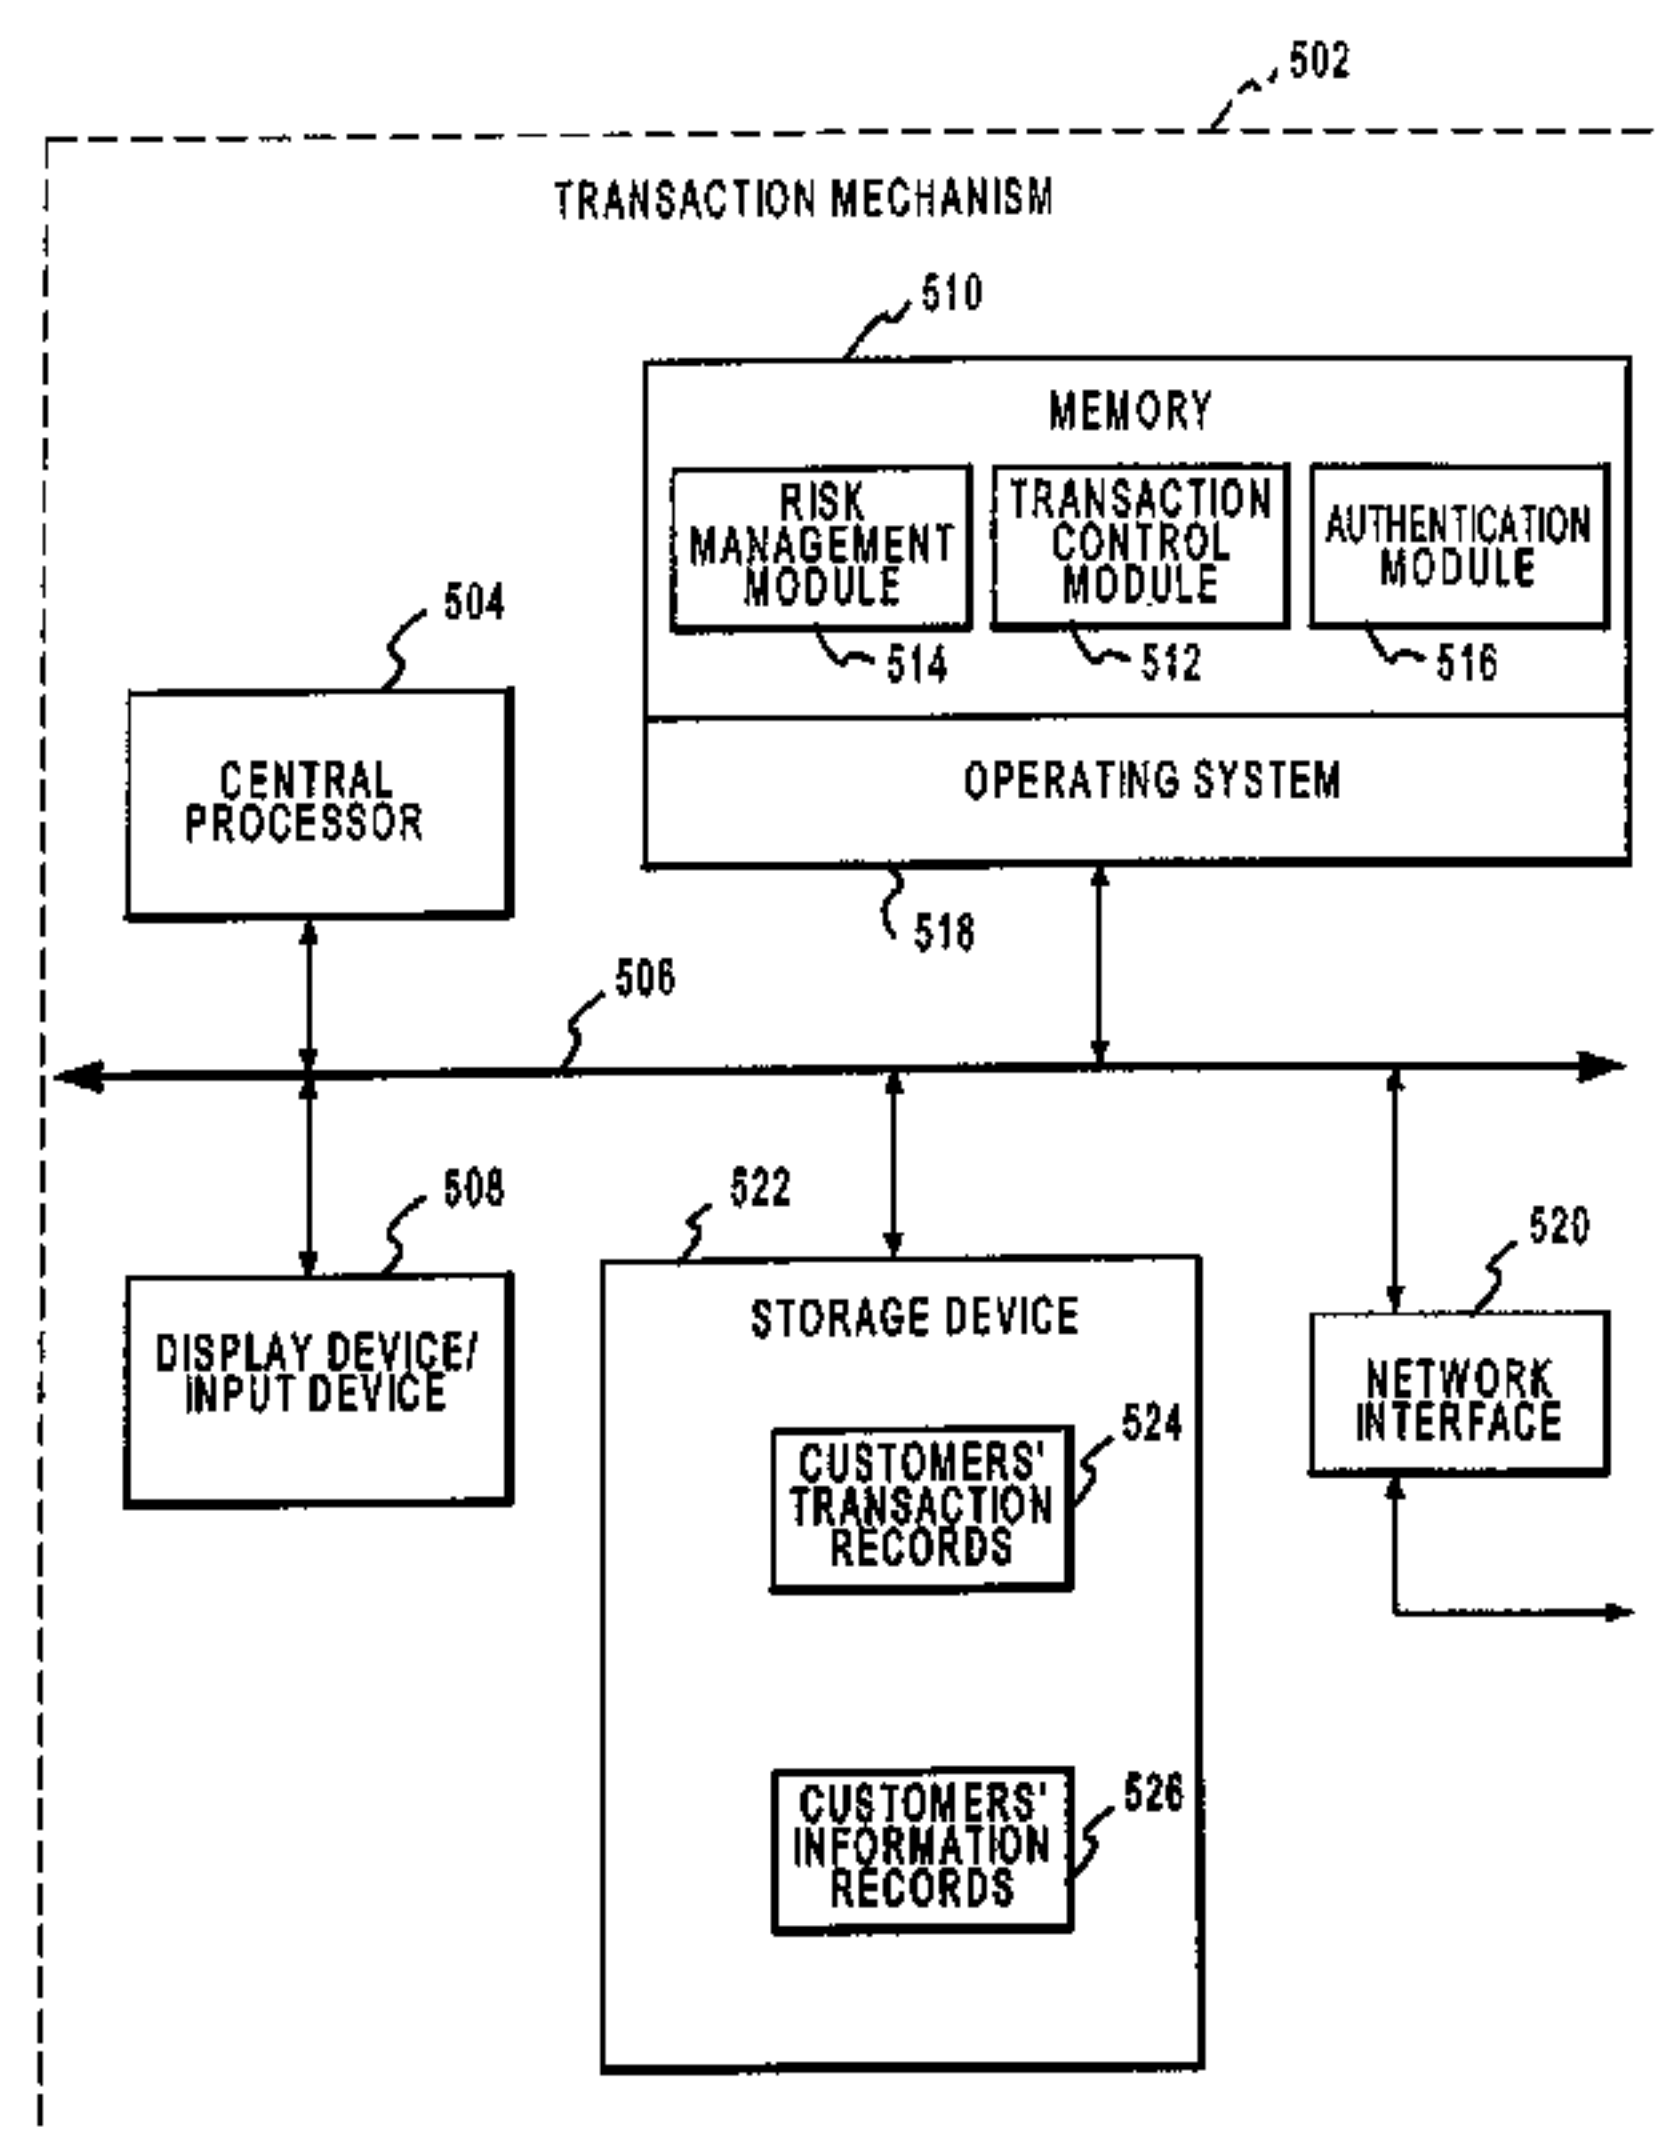 502
TRANSACTION MECHANISM
510
MEMORY
RISK
MANAGEMENT
MODULE
514
TRANSACTION
CONTROL
MODULE
512
AUTHENTICATION
MODULE
516
504
CENTRAL
PROCESSOR
OPERATING SYSTEM
518
506
508
DISPLAY DEVICE/
INPUT DEVICE
522
STORAGE DEVICE
CUSTOMERS'
TRANSACTION
RECORDS
524
CUSTOMERS'
INFORMATION
RECORDS
526
520
NETWORK
INTERFACE